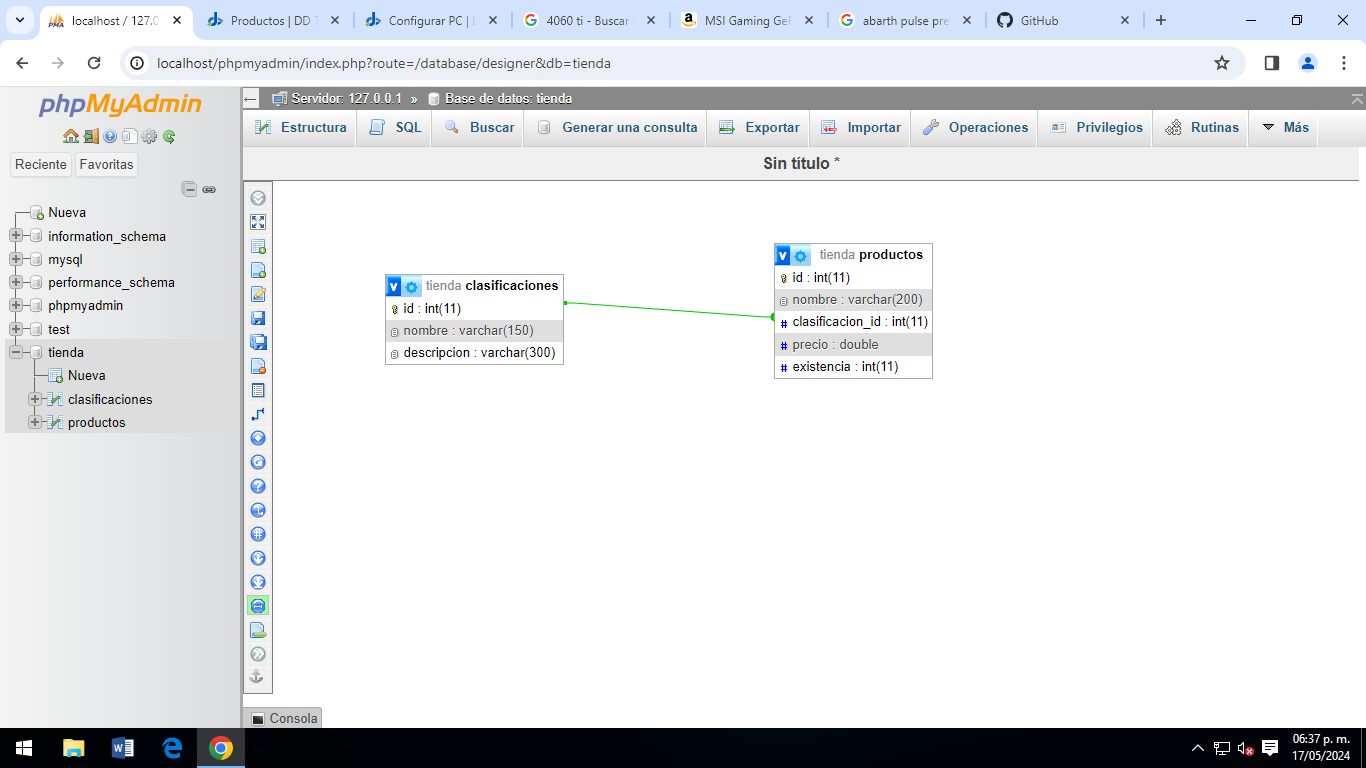 localhost / 127.0
Productos | DD T
Configurar PC | D
4060 ti - Buscar
MSI Gaming GeF
abarth pulse pre
GitHub
localhost/phpmyadmin/index.php?route=/database/designer&db=tienda
phpMyAdmin
Reciente Favoritas
Nueva
information_schema
mysql
performance_schema
phpmyadmin
test
tienda
Nueva
clasificaciones
productos
Servidor: 127.0.0.1 » Base de datos: tienda
Estructura SQL Buscar Generar una consulta Exportar Importar Operaciones Privilegios Rutinas Más
Sin título *
tienda clasificaciones
id : int(11)
nombre : varchar(150)
descripcion : varchar(300)
tienda productos
id : int(11)
nombre : varchar(200)
clasificacion_id : int(11)
precio : double
existencia : int(11)
Consola
06:37 p. m.
17/05/2024